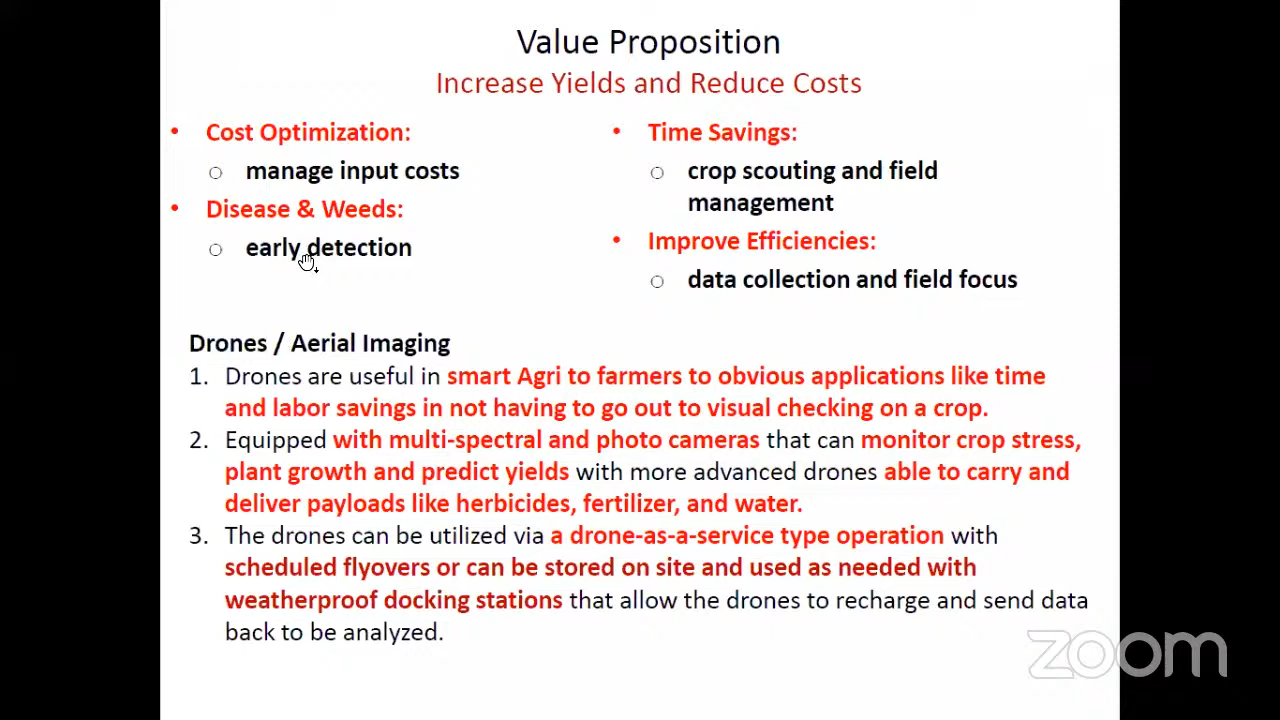 Value Proposition
Increase Yields and Reduce Costs
• Cost Optimization:
○ manage input costs
• Disease & Weeds:
○ early detection
• Time Savings:
○ crop scouting and field
management
• Improve Efficiencies:
○ data collection and field focus
Drones / Aerial Imaging
1. Drones are useful in smart Agri to farmers to obvious applications like time
and labor savings in not having to go out to visual checking on a crop.
2. Equipped with multi-spectral and photo cameras that can monitor crop stress,
plant growth and predict yields with more advanced drones able to carry and
deliver payloads like herbicides, fertilizer, and water.
3. The drones can be utilized via a drone-as-a-service type operation with
scheduled flyovers or can be stored on site and used as needed with
weatherproof docking stations that allow the drones to recharge and send data
back to be analyzed.
zoom